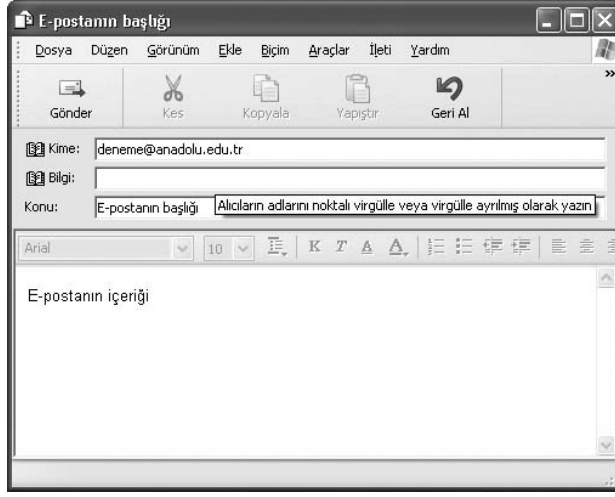 E-postanın başlığı
Dosya Düzen Görünüm Ekle Biçim Araçlar İleti Yardım
Gönder Kes Kopyala Yapıştır Geri Al
Kime: deneme@anadolu.edu.tr
Bilgi:
Konu: E-postanın başlığı Alıcıların adlarını noktalı virgülle veya virgülle ayrılmış olarak yazın
Arial 10 K T A A
E-postanın içeriği